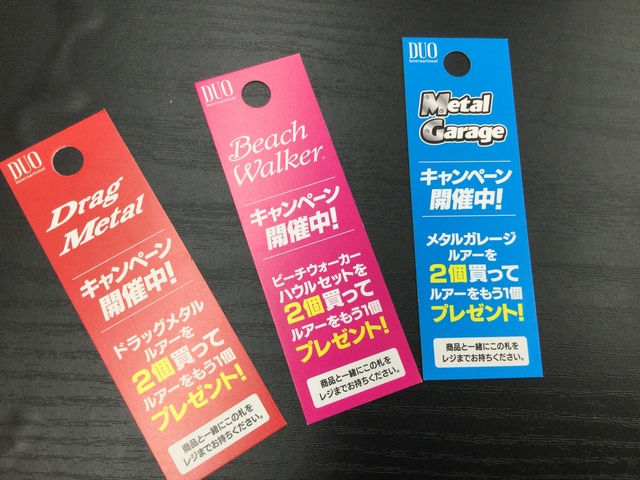 DUO
International
Drag
Metal
キャンペーン
開催中!
ドラッグメタル
ルアーを
2個買って
ルアーをもう1個
プレゼント!
商品と一緒にこの札を
レジまでお持ちください。
DUO
International
Beach
Walker®
キャンペーン
開催中!
ビーチウォーカー
ハウルセットを
2個買って
ルアーをもう1個
プレゼント!
商品と一緒にこの札を
レジまでお持ちください。
DUO
International
Metal
Garage
キャンペーン
開催中!
メタルガレージ
ルアーを
2個買って
ルアーをもう1個
プレゼント!
商品と一緒にこの札を
レジまでお持ちください。